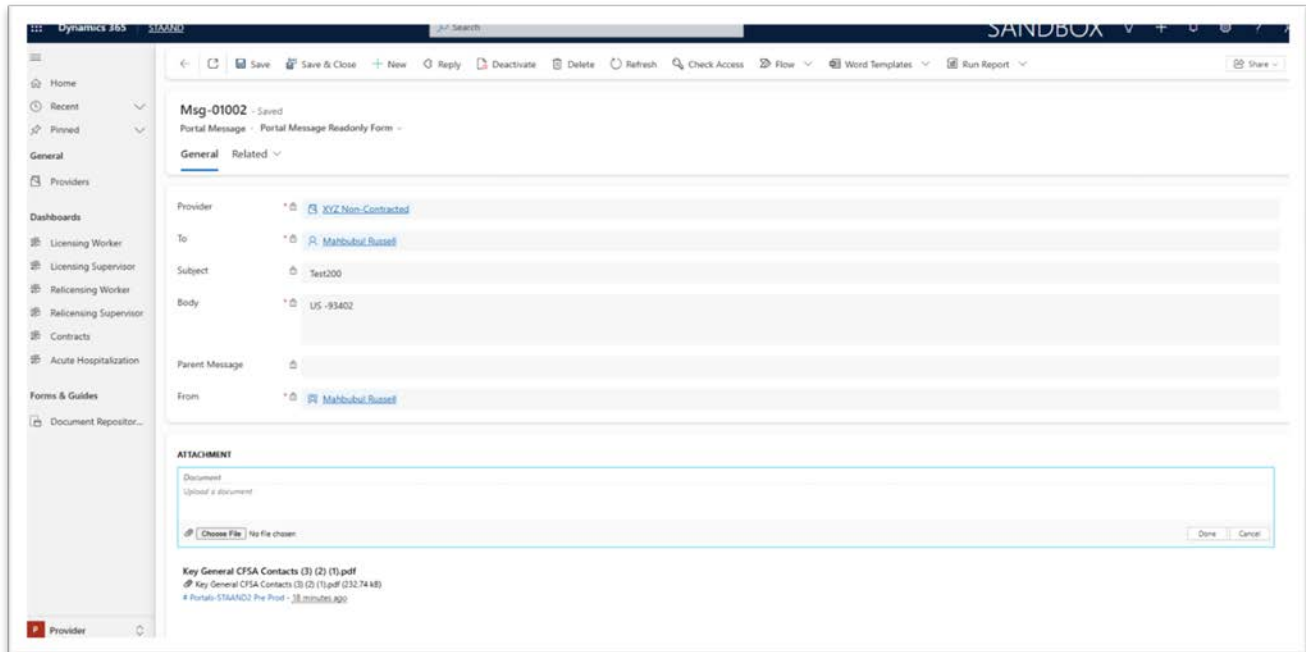 Dynamics 365 STAAND Search SANDBOX
Save Save & Close New Reply Deactivate Delete Refresh Check Access Flow Word Templates Run Report Share
Home
Recent
Pinned
General
Providers
Dashboards
Licensing Worker
Licensing Supervisor
Relicensing Worker
Relicensing Supervisor
Contracts
Acute Hospitalization
Forms & Guides
Document Repositor...
Provider
Msg-01002 - Saved
Portal Message · Portal Message Readonly Form
General Related
Provider * XYZ Non-Contracted
To * Mahbubul Russell
Subject Test200
Body * US -93402
Parent Message
From * Mahbubul Russell
ATTACHMENT
Document
Upload a document
Choose File No file chosen Done Cancel
Key General CFSA Contacts (3) (2) (1).pdf
Key General CFSA Contacts (3) (2) (1).pdf (232.74 kB)
# Portals-STAAND2 Pre Prod - 18 minutes ago